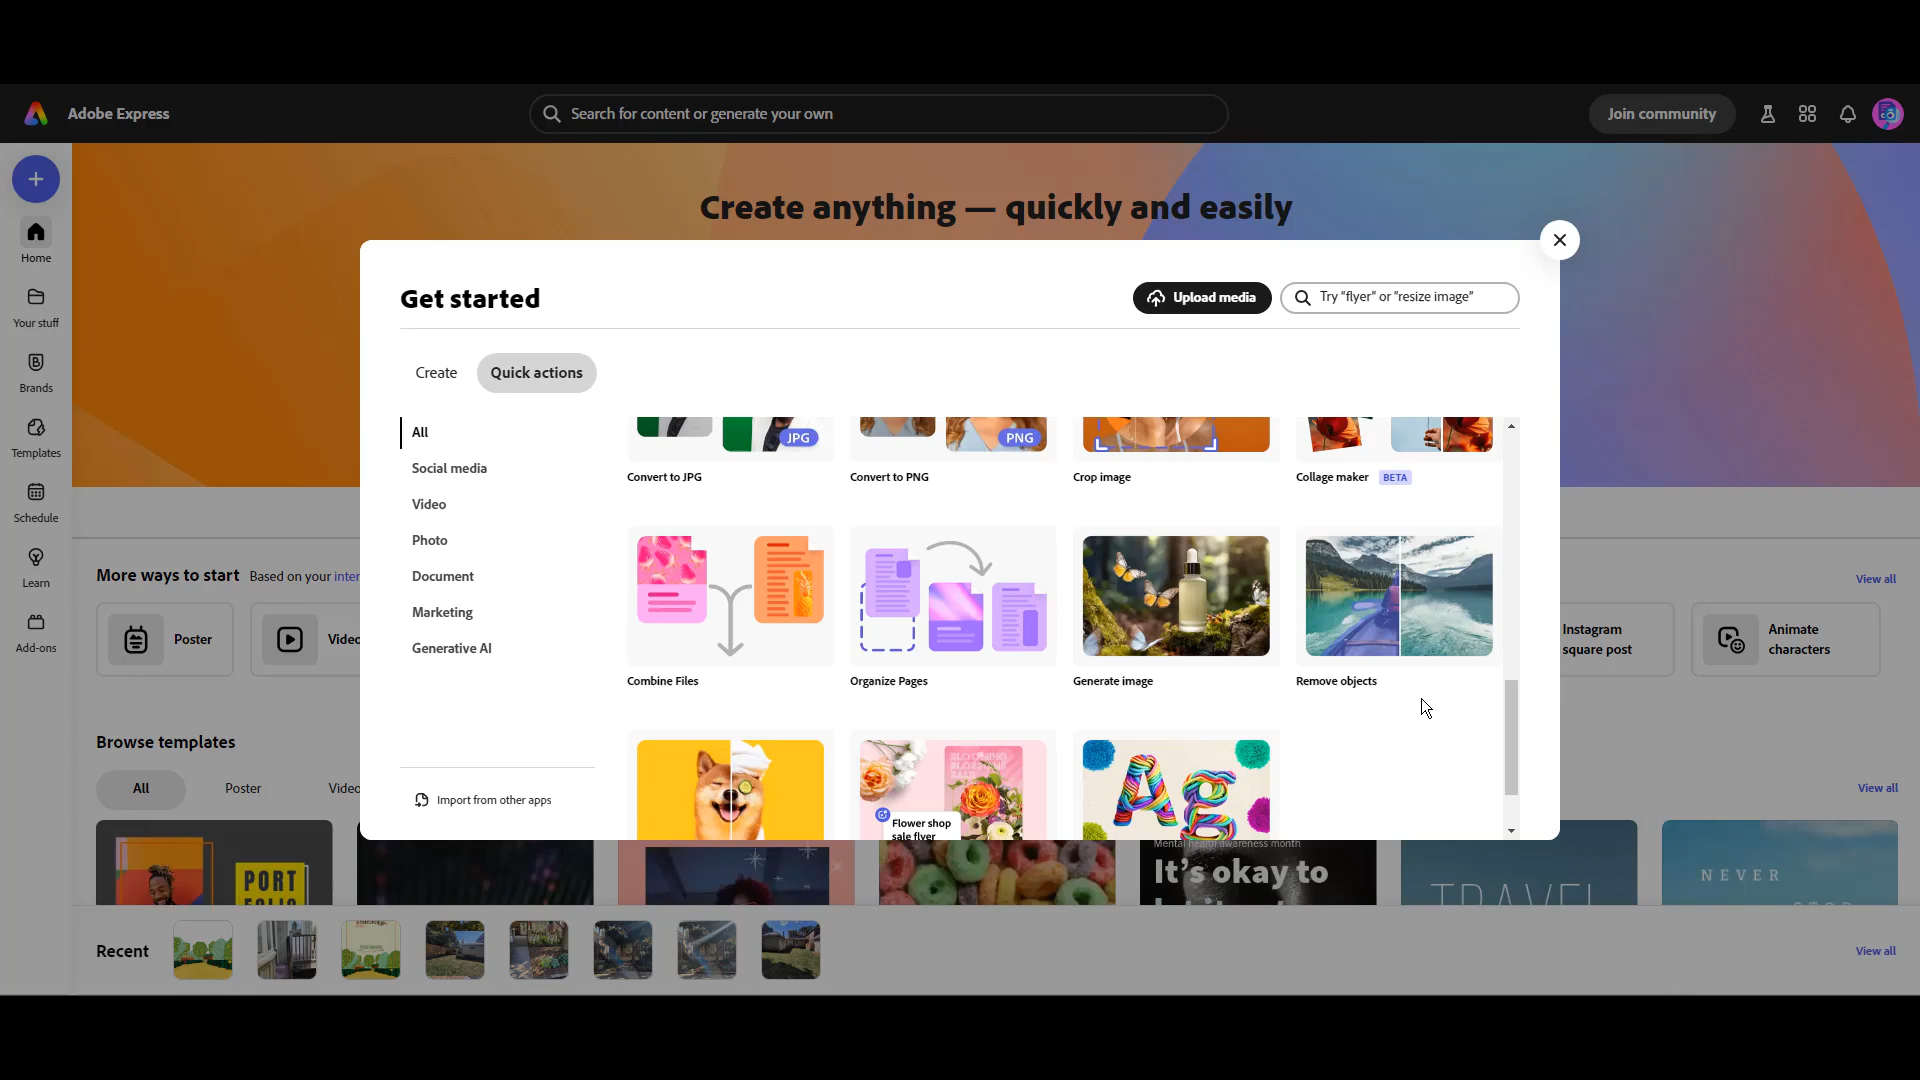 Adobe Express
Search for content or generate your own
Join community
Create anything — quickly and easily
Home
Your stuff
Brands
Templates
Schedule
Learn
Add-ons
Get started
Upload media
Try "flyer" or "resize image"
Create
Quick actions
All
Social media
Video
Photo
Document
Marketing
Generative AI
Import from other apps
JPG
PNG
Convert to JPG
Convert to PNG
Crop image
Collage maker
BETA
Combine Files
Organize Pages
Generate image
Remove objects
Flower shop
sale flyer
Ag
More ways to start
Based on your
View all
Poster
Instagram
square post
Animate
characters
Browse templates
View all
All
Poster
PORT
Mental health awareness month
It's okay to
TRAVEL
NEVER
Recent
View all